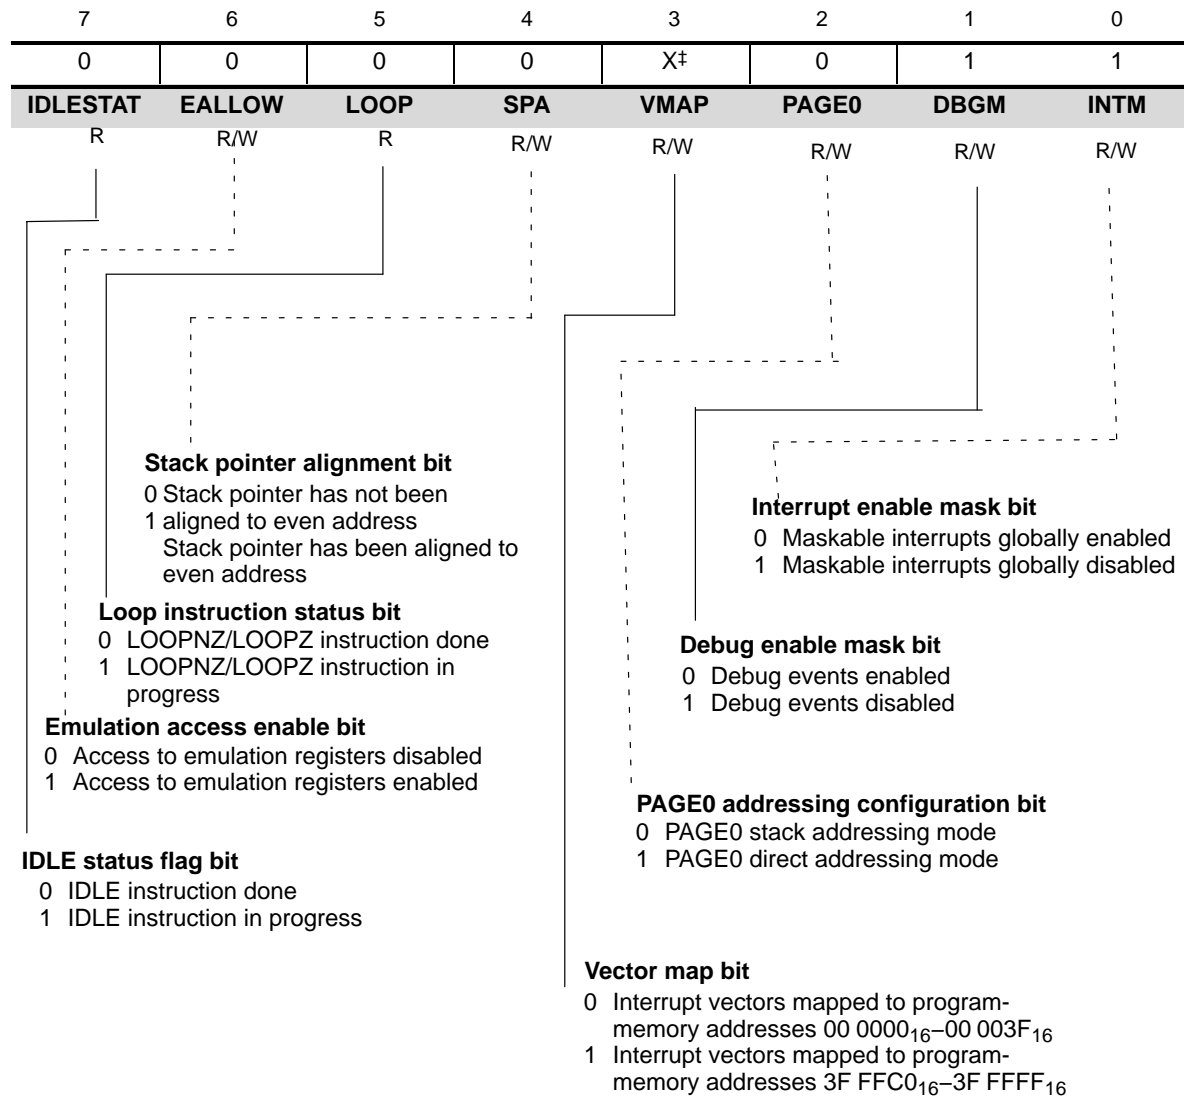 7 6 5 4 3 2 1 0
0 0 0 0 X‡ 0 1 1
IDLESTAT EALLOW LOOP SPA VMAP PAGE0 DBGM INTM
R R/W R R/W R/W R/W R/W R/W
Stack pointer alignment bit
0 Stack pointer has not been
1 aligned to even address
Stack pointer has been aligned to
even address
Interrupt enable mask bit
0 Maskable interrupts globally enabled
1 Maskable interrupts globally disabled
Loop instruction status bit
0 LOOPNZ/LOOPZ instruction done
1 LOOPNZ/LOOPZ instruction in
progress
Debug enable mask bit
0 Debug events enabled
1 Debug events disabled
Emulation access enable bit
0 Access to emulation registers disabled
1 Access to emulation registers enabled
PAGE0 addressing configuration bit
0 PAGE0 stack addressing mode
1 PAGE0 direct addressing mode
IDLE status flag bit
0 IDLE instruction done
1 IDLE instruction in progress
Vector map bit
0 Interrupt vectors mapped to program-
memory addresses 00 0000₁₆–00 003F₁₆
1 Interrupt vectors mapped to program-
memory addresses 3F FFC0₁₆–3F FFFF₁₆